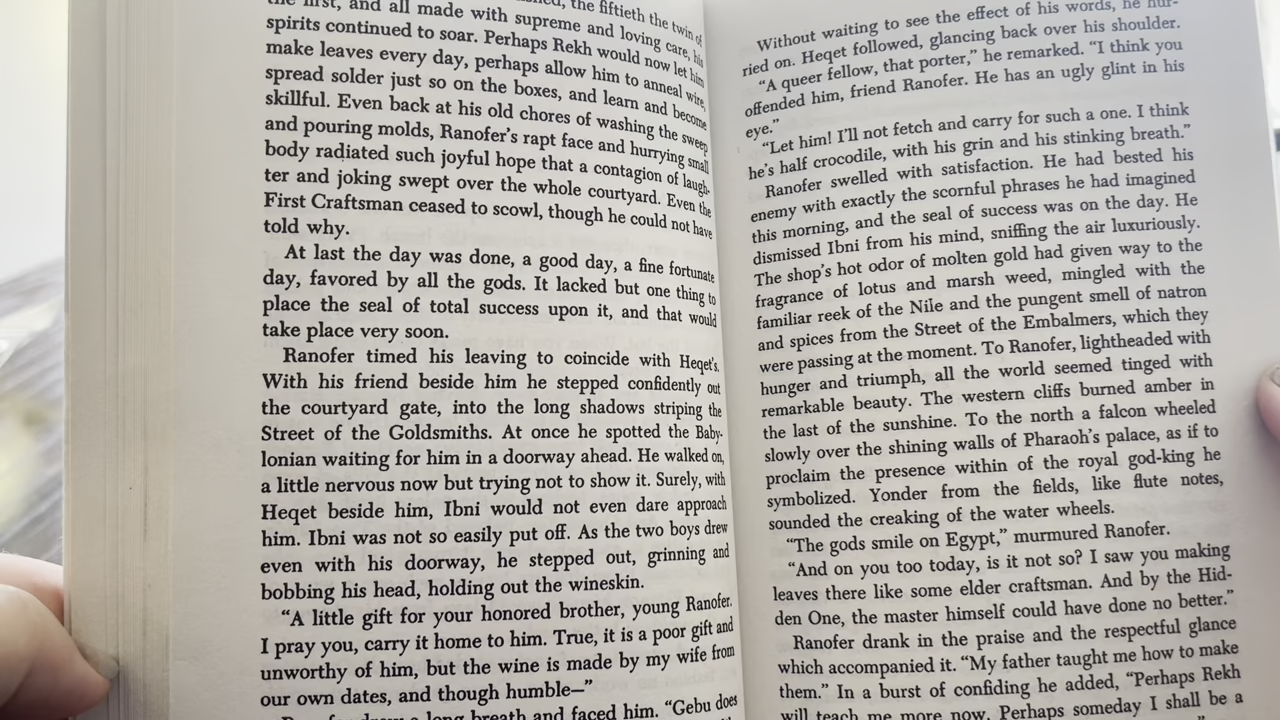 the first, and all made with supreme and loving care, his
spirits continued to soar. Perhaps Rekh would now let him
make leaves every day, perhaps allow him to anneal wire,
spread solder just so on the boxes, and learn and become
skillful. Even back at his old chores of washing the sweep
and pouring molds, Ranofer's rapt face and hurrying small
body radiated such joyful hope that a contagion of laugh-
ter and joking swept over the whole courtyard. Even the
First Craftsman ceased to scowl, though he could not have
told why.
At last the day was done, a good day, a fine fortunate
day, favored by all the gods. It lacked but one thing to
place the seal of total success upon it, and that would
take place very soon.
Ranofer timed his leaving to coincide with Heqet's.
With his friend beside him he stepped confidently out
the courtyard gate, into the long shadows striping the
Street of the Goldsmiths. At once he spotted the Baby-
lonian waiting for him in a doorway ahead. He walked on,
a little nervous now but trying not to show it. Surely, with
Heqet beside him, Ibni would not even dare approach
him. Ibni was not so easily put off. As the two boys drew
even with his doorway, he stepped out, grinning and
bobbing his head, holding out the wineskin.
"A little gift for your honored brother, young Ranofer.
I pray you, carry it home to him. True, it is a poor gift and
unworthy of him, but the wine is made by my wife from
our own dates, and though humble—"
long breath and faced him. "Gebu does
Without waiting to see the effect of his words, he hur-
ried on. Heqet followed, glancing back over his shoulder.
"A queer fellow, that porter," he remarked. "I think you
offended him, friend Ranofer. He has an ugly glint in his
eye."
"Let him! I'll not fetch and carry for such a one. I think
he's half crocodile, with his grin and his stinking breath."
Ranofer swelled with satisfaction. He had bested his
enemy with exactly the scornful phrases he had imagined
this morning, and the seal of success was on the day. He
dismissed Ibni from his mind, sniffing the air luxuriously.
The shop's hot odor of molten gold had given way to the
fragrance of lotus and marsh weed, mingled with the
familiar reek of the Nile and the pungent smell of natron
and spices from the Street of the Embalmers, which they
were passing at the moment. To Ranofer, lightheaded with
hunger and triumph, all the world seemed tinged with
remarkable beauty. The western cliffs burned amber in
the last of the sunshine. To the north a falcon wheeled
slowly over the shining walls of Pharaoh's palace, as if to
proclaim the presence within of the royal god-king he
symbolized. Yonder from the fields, like flute notes,
sounded the creaking of the water wheels.
"The gods smile on Egypt," murmured Ranofer.
"And on you too today, is it not so? I saw you making
leaves there like some elder craftsman. And by the Hid-
den One, the master himself could have done no better."
Ranofer drank in the praise and the respectful glance
which accompanied it. "My father taught me how to make
them." In a burst of confiding he added, "Perhaps Rekh
will teach me more now. Perhaps someday I shall be a